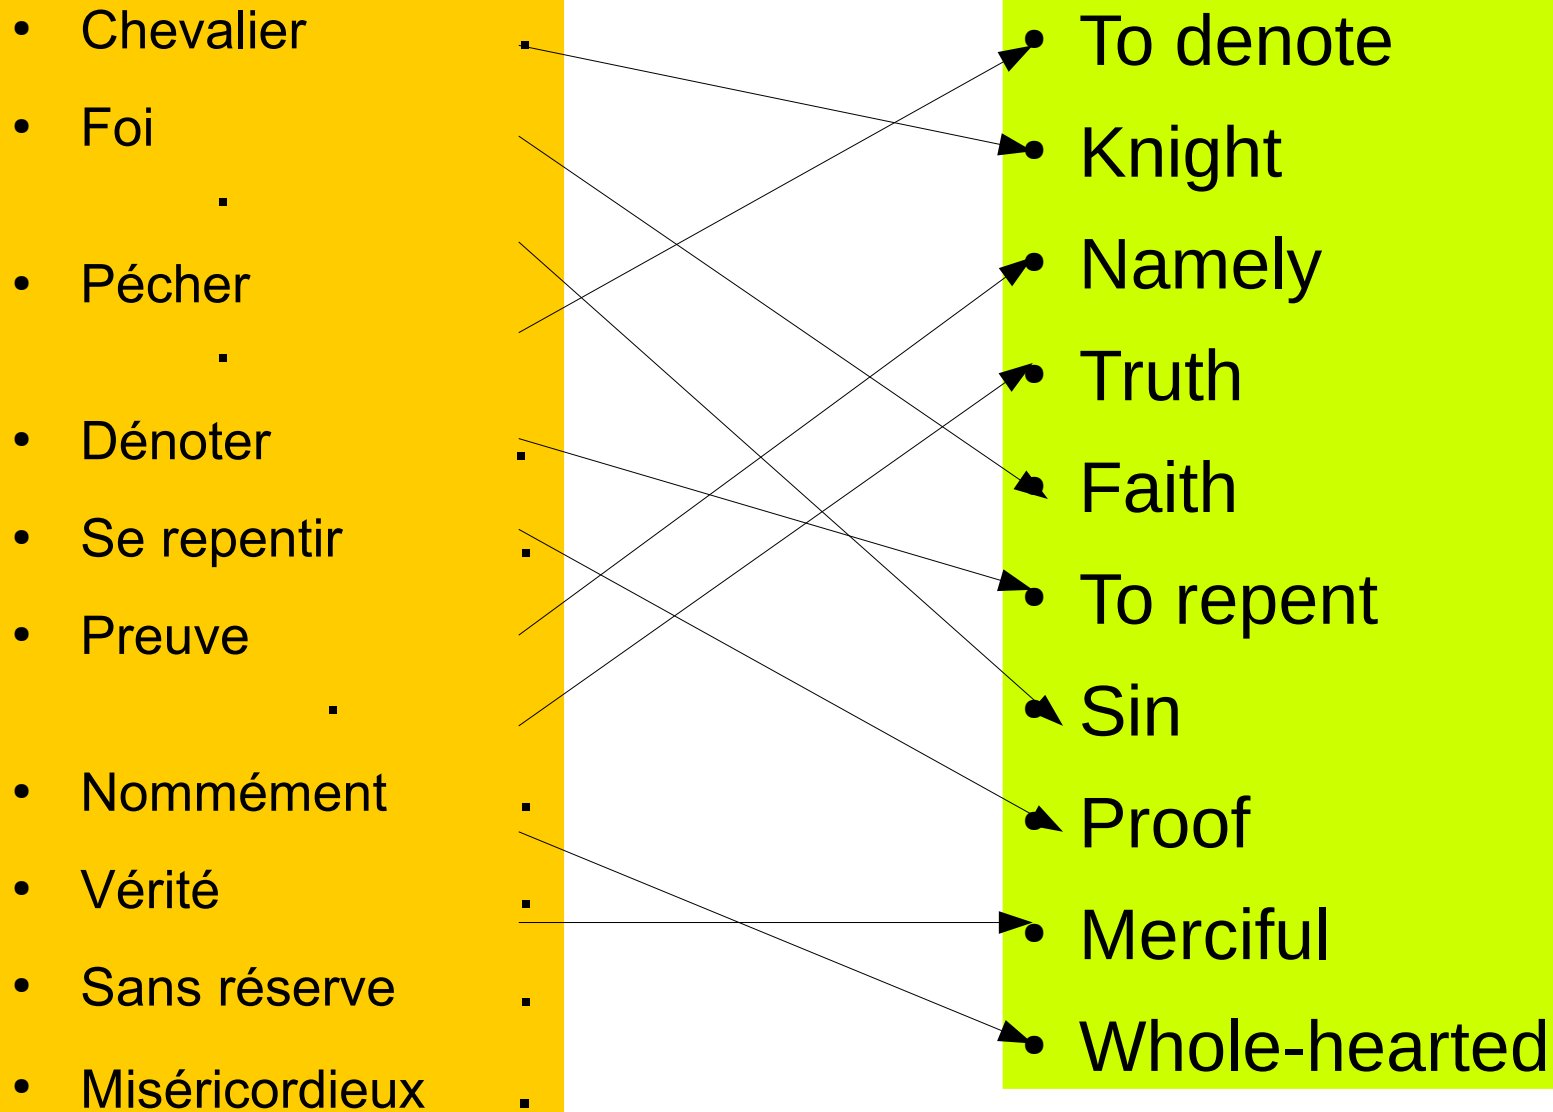 • Chevalier .
• Foi
.
• Pécher
.
• Dénoter .
• Se repentir .
• Preuve
.
• Nommément .
• Vérité .
• Sans réserve .
• Miséricordieux .
• To denote
• Knight
• Namely
• Truth
• Faith
• To repent
• Sin
• Proof
• Merciful
• Whole-hearted